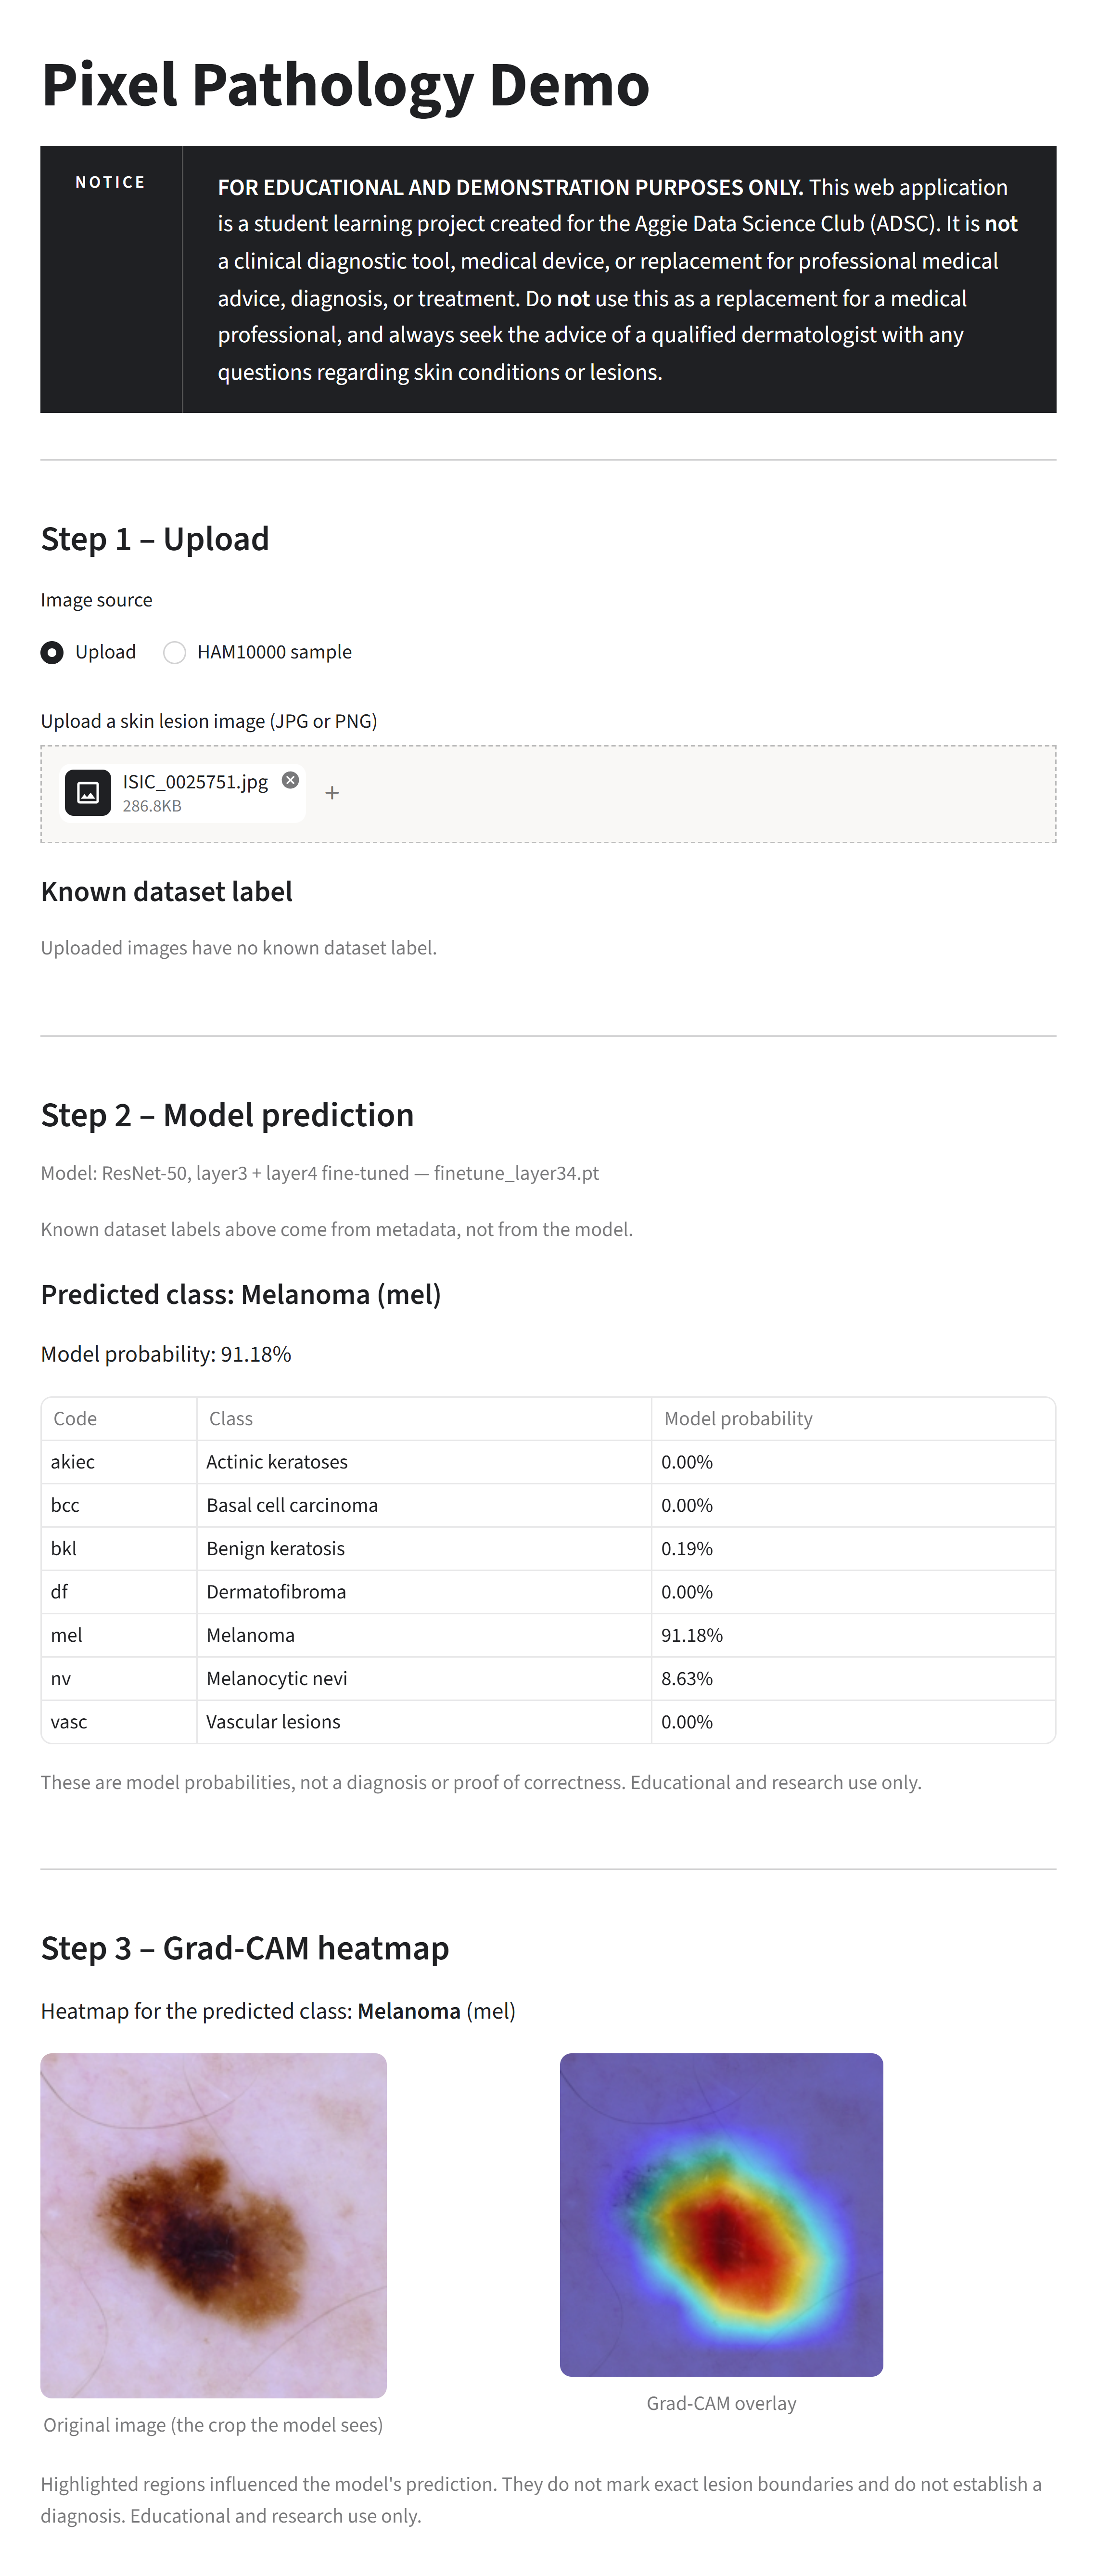 Pixel Pathology Demo
NOTICE
FOR EDUCATIONAL AND DEMONSTRATION PURPOSES ONLY. This web application
is a student learning project created for the Aggie Data Science Club (ADSC). It is not
a clinical diagnostic tool, medical device, or replacement for professional medical
advice, diagnosis, or treatment. Do not use this as a replacement for a medical
professional, and always seek the advice of a qualified dermatologist with any
questions regarding skin conditions or lesions.
Step 1 – Upload
Image source
Upload HAM10000 sample
Upload a skin lesion image (JPG or PNG)
ISIC_0025751.jpg
286.8KB
Known dataset label
Uploaded images have no known dataset label.
Step 2 – Model prediction
Model: ResNet-50, layer3 + layer4 fine-tuned — finetune_layer34.pt
Known dataset labels above come from metadata, not from the model.
Predicted class: Melanoma (mel)
Model probability: 91.18%
Code Class Model probability
akiec Actinic keratoses 0.00%
bcc Basal cell carcinoma 0.00%
bkl Benign keratosis 0.19%
df Dermatofibroma 0.00%
mel Melanoma 91.18%
nv Melanocytic nevi 8.63%
vasc Vascular lesions 0.00%
These are model probabilities, not a diagnosis or proof of correctness. Educational and research use only.
Step 3 – Grad-CAM heatmap
Heatmap for the predicted class: Melanoma (mel)
Original image (the crop the model sees)
Grad-CAM overlay
Highlighted regions influenced the model's prediction. They do not mark exact lesion boundaries and do not establish a
diagnosis. Educational and research use only.